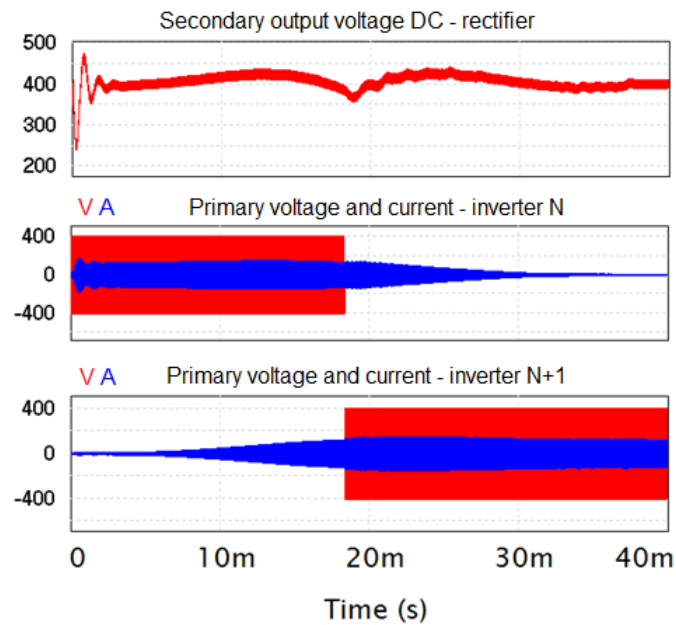 Secondary output voltage DC - rectifier
500
400
300
200
V A Primary voltage and current - inverter N
400
0
-400
V A Primary voltage and current - inverter N+1
400
0
-400
0 10m 20m 30m 40m
Time (s)